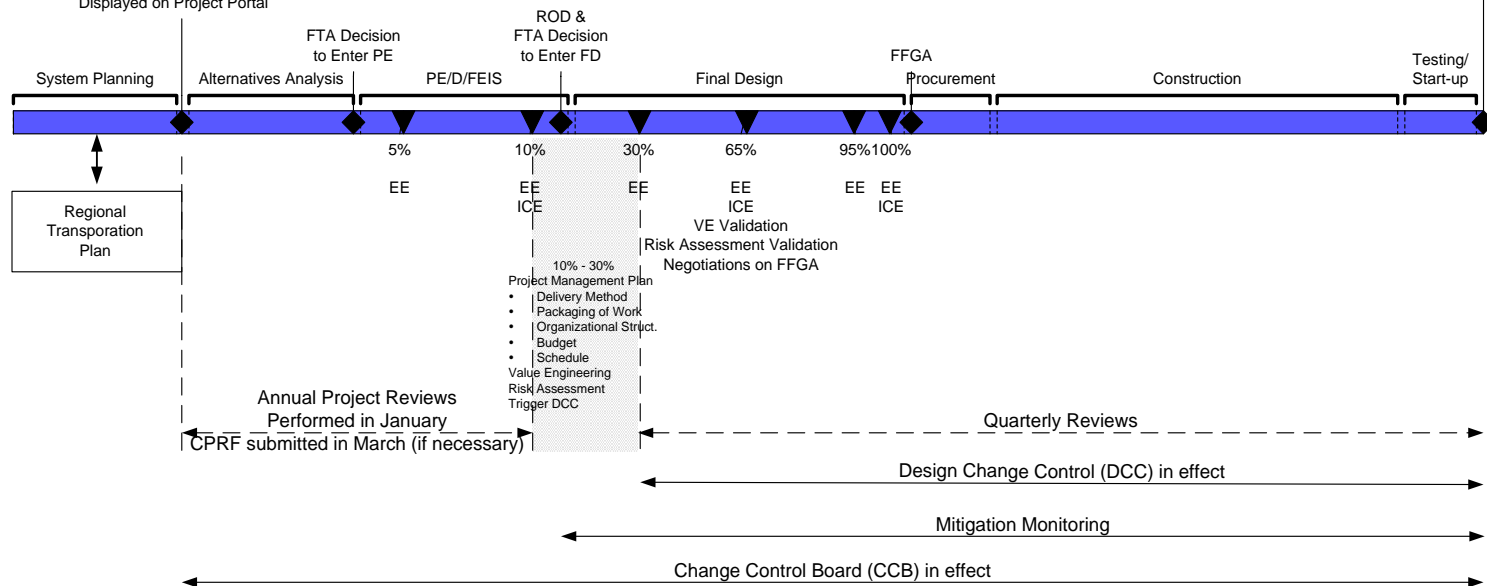 Displayed on Project Portal
ROD &
FTA Decision
to Enter FD
FTA Decision
to Enter PE
FFGA
System Planning
Alternatives Analysis
PE/D/FEIS
Final Design
Procurement
Construction
Testing/
Start-up
5%
10%
30%
65%
95%
100%
EE
EE
ICE
EE
EE
ICE
VE Validation
Risk Assessment Validation
Negotiations on FFGA
EE
EE
ICE
Regional
Transporation
Plan
10% - 30%
Project Management Plan
• Delivery Method
• Packaging of Work
• Organizational Struct.
• Budget
• Schedule
Value Engineering
Risk Assessment
Trigger DCC
Annual Project Reviews
Performed in January
CPRF submitted in March (if necessary)
Quarterly Reviews
Design Change Control (DCC) in effect
Mitigation Monitoring
Change Control Board (CCB) in effect